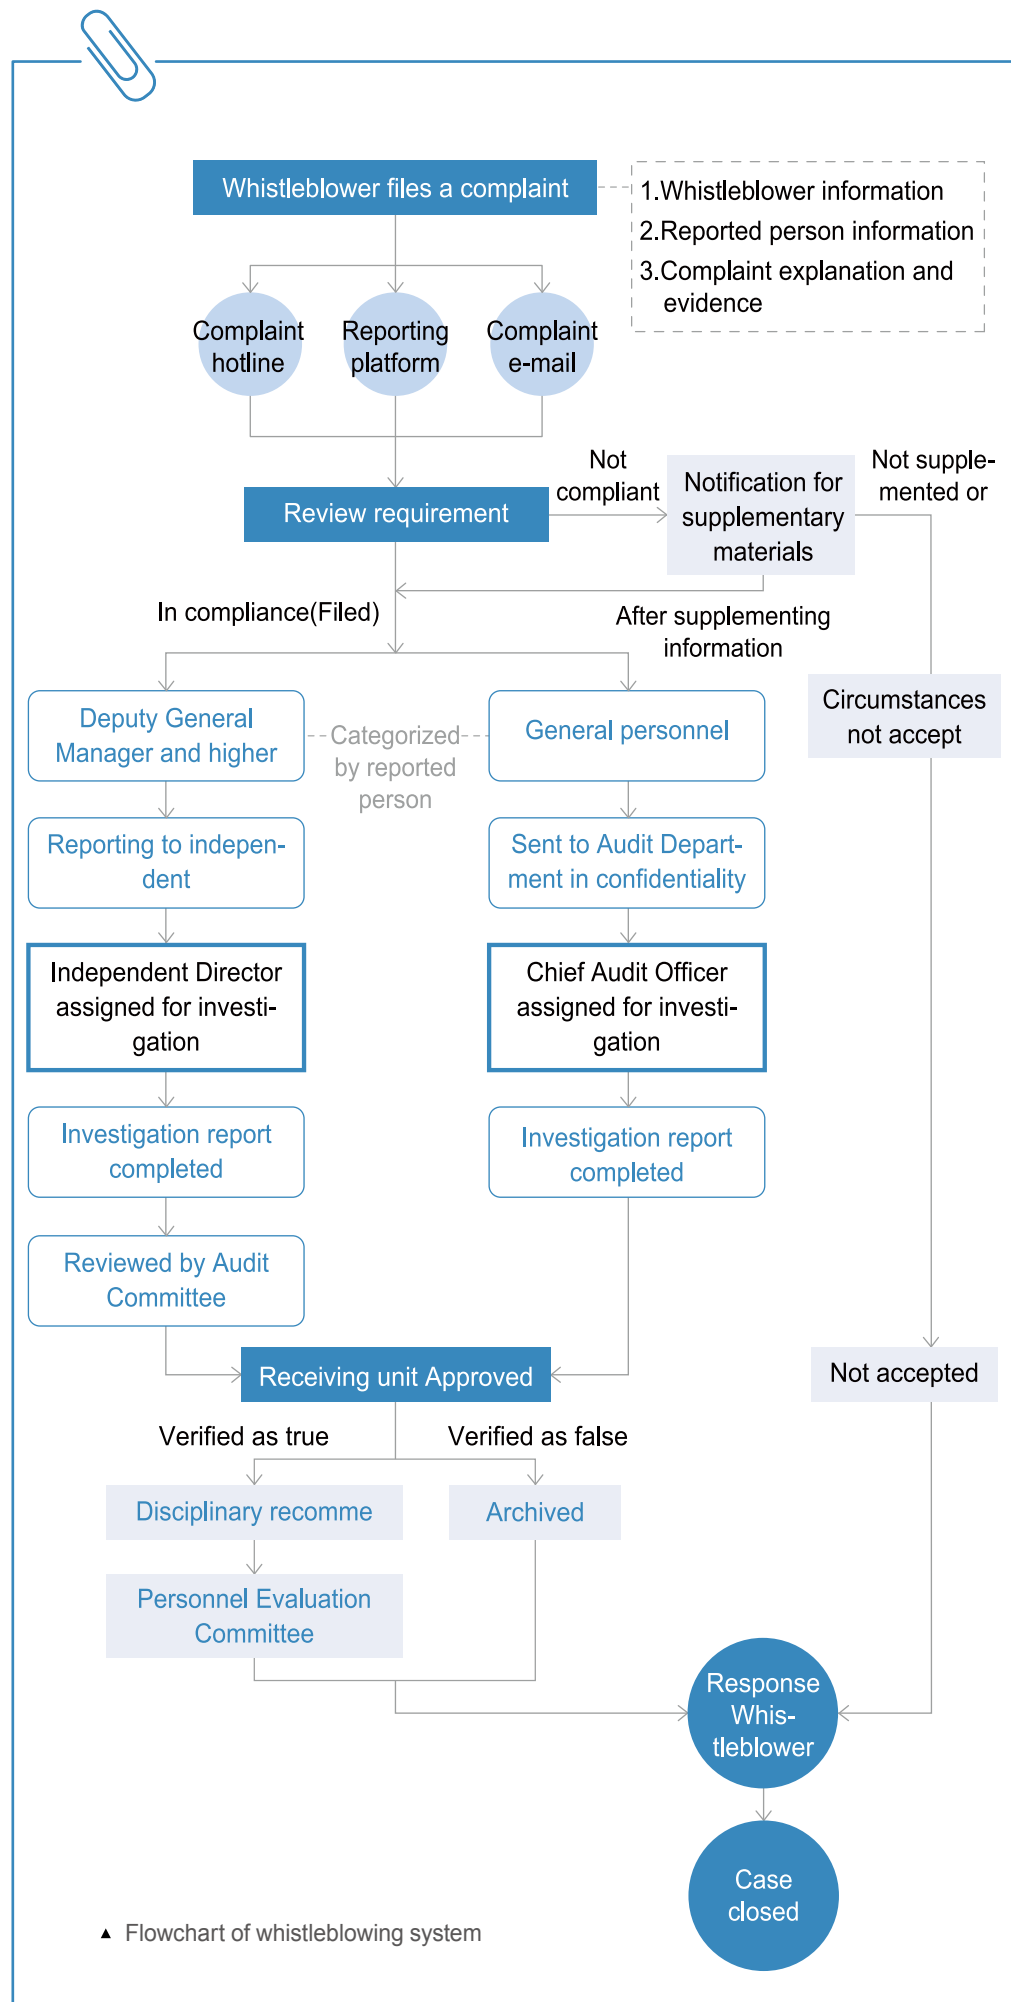 Whistleblower files a complaint
1.Whistleblower information
2.Reported person information
3.Complaint explanation and
evidence
Complaint
hotline
Reporting
platform
Complaint
e-mail
Review requirement
Not
compliant
Notification for
supplementary
materials
Not supple-
mented or
In compliance(Filed)
After supplementing
information
Circumstances
not accept
Deputy General
Manager and higher
Categorized
by reported
person
General personnel
Reporting to indepen-
dent
Sent to Audit Depart-
ment in confidentiality
Independent Director
assigned for investi-
gation
Chief Audit Officer
assigned for investi-
gation
Investigation report
completed
Investigation report
completed
Reviewed by Audit
Committee
Receiving unit Approved
Not accepted
Verified as true
Verified as false
Disciplinary recomme
Archived
Personnel Evaluation
Committee
Response
Whis-
tleblower
Case
closed
▲ Flowchart of whistleblowing system